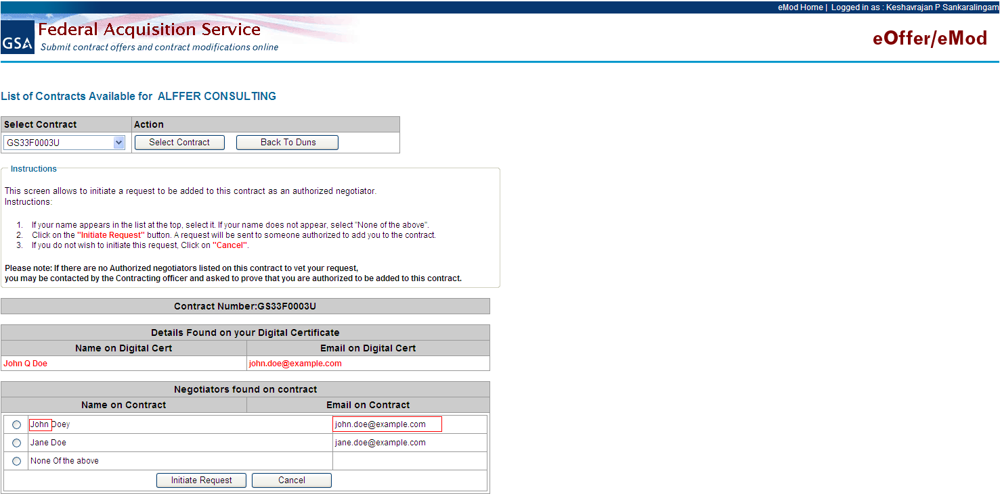 eMod Home | Logged in as : Keshavrajan P Sankaralingam
GSA
Federal Acquisition Service
Submit contract offers and contract modifications online
eOffer/eMod
List of Contracts Available for ALFFER CONSULTING
Select Contract Action
GS33F0003U Select Contract Back To Duns
Instructions
This screen allows to initiate a request to be added to this contract as an authorized negotiator.
Instructions:
1. If your name appears in the list at the top, select it. If your name does not appear, select "None of the above".
2. Click on the "Initiate Request" button. A request will be sent to someone authorized to add you to the contract.
3. If you do not wish to initiate this request, Click on "Cancel".
Please note: If there are no Authorized negotiators listed on this contract to vet your request,
you may be contacted by the Contracting officer and asked to prove that you are authorized to be added to this contract.
Contract Number:GS33F0003U
Details Found on your Digital Certificate
Name on Digital Cert Email on Digital Cert
John Q Doe john.doe@example.com
Negotiators found on contract
Name on Contract Email on Contract
John Doey john.doe@example.com
Jane Doe jane.doe@example.com
None Of the above
Initiate Request Cancel